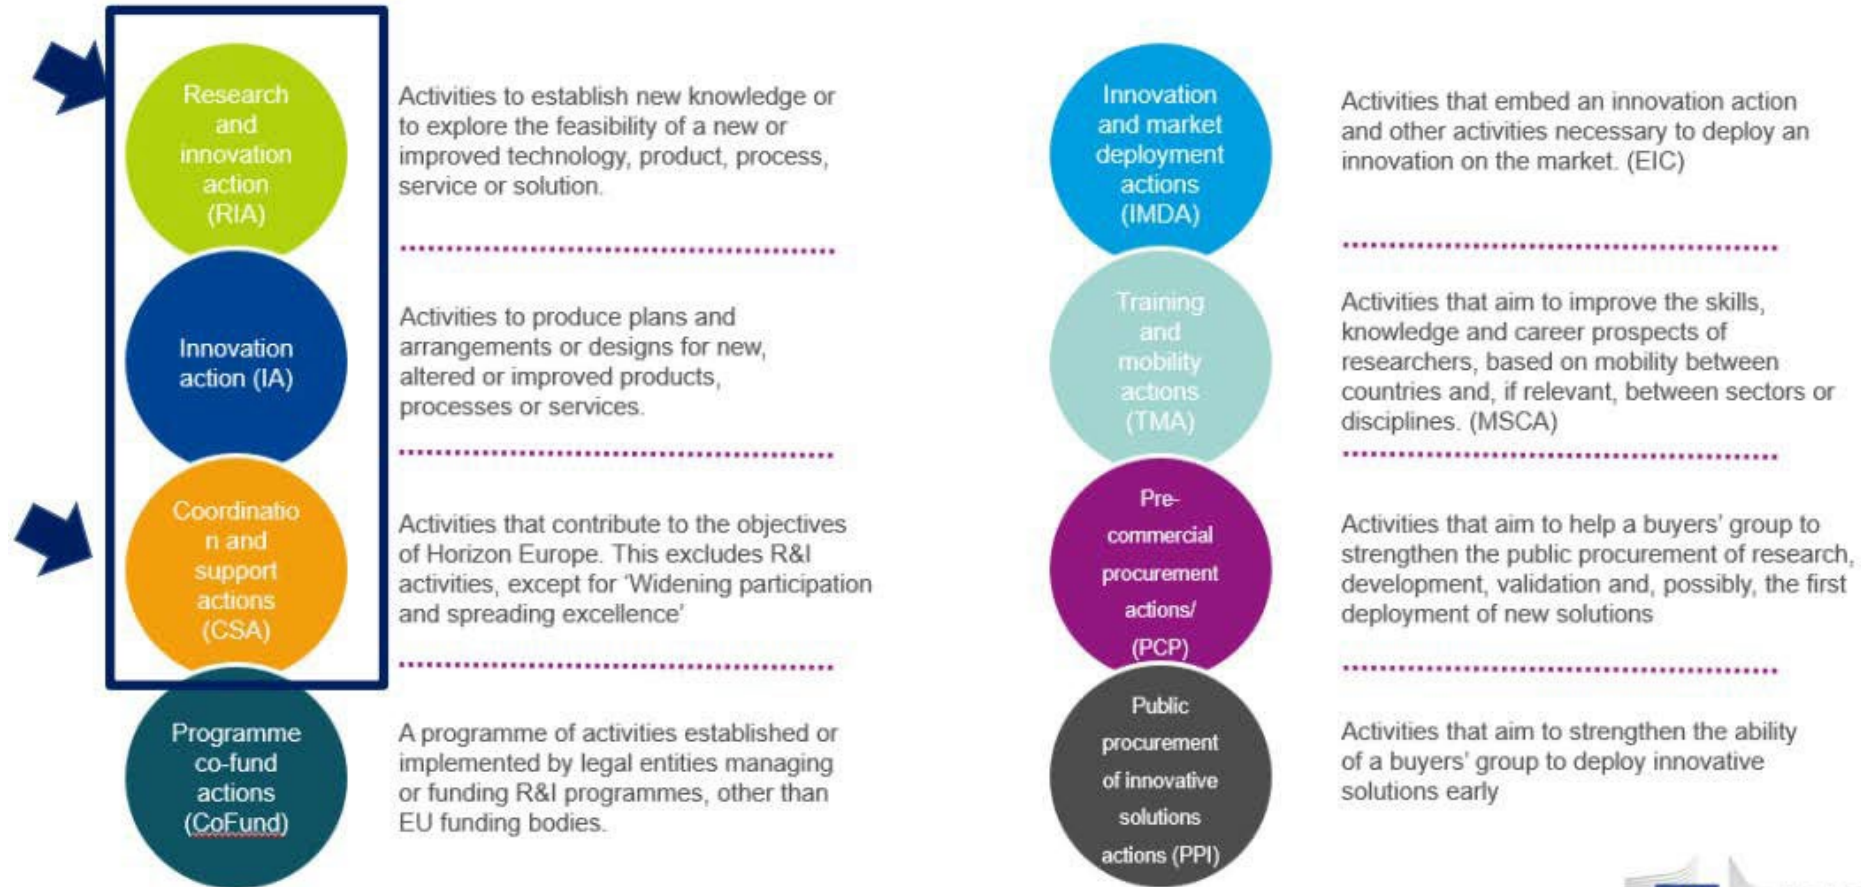 Research
and
innovation
action
(RIA)
Activities to establish new knowledge or
to explore the feasibility of a new or
improved technology, product, process,
service or solution.
Innovation
action (IA)
Activities to produce plans and
arrangements or designs for new,
altered or improved products,
processes or services.
Coordinatio
n and
support
actions
(CSA)
Activities that contribute to the objectives
of Horizon Europe. This excludes R&I
activities, except for ‘Widening participation
and spreading excellence’
Programme
co-fund
actions
(CoFund)
A programme of activities established or
implemented by legal entities managing
or funding R&I programmes, other than
EU funding bodies.
Innovation
and market
deployment
actions
(IMDA)
Activities that embed an innovation action
and other activities necessary to deploy an
innovation on the market. (EIC)
Training
and
mobility
actions
(TMA)
Activities that aim to improve the skills,
knowledge and career prospects of
researchers, based on mobility between
countries and, if relevant, between sectors or
disciplines. (MSCA)
Pre-
commercial
procurement
actions/
(PCP)
Activities that aim to help a buyers’ group to
strengthen the public procurement of research,
development, validation and, possibly, the first
deployment of new solutions
Public
procurement
of innovative
solutions
actions (PPI)
Activities that aim to strengthen the ability
of a buyers’ group to deploy innovative
solutions early